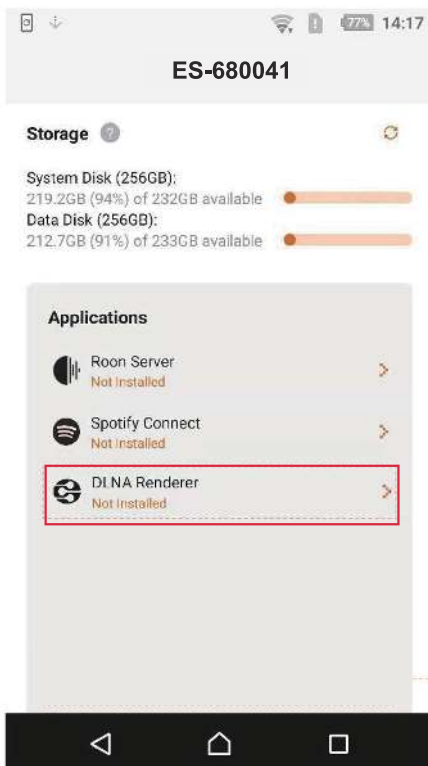 77% 14:17
ES-680041
Storage ?
System Disk (256GB):
219.2GB (94%) of 232GB available
Data Disk (256GB):
212.7GB (91%) of 233GB available
Applications
Roon Server
Not Installed
Spotify Connect
Not Installed
DLNA Renderer
Not Installed